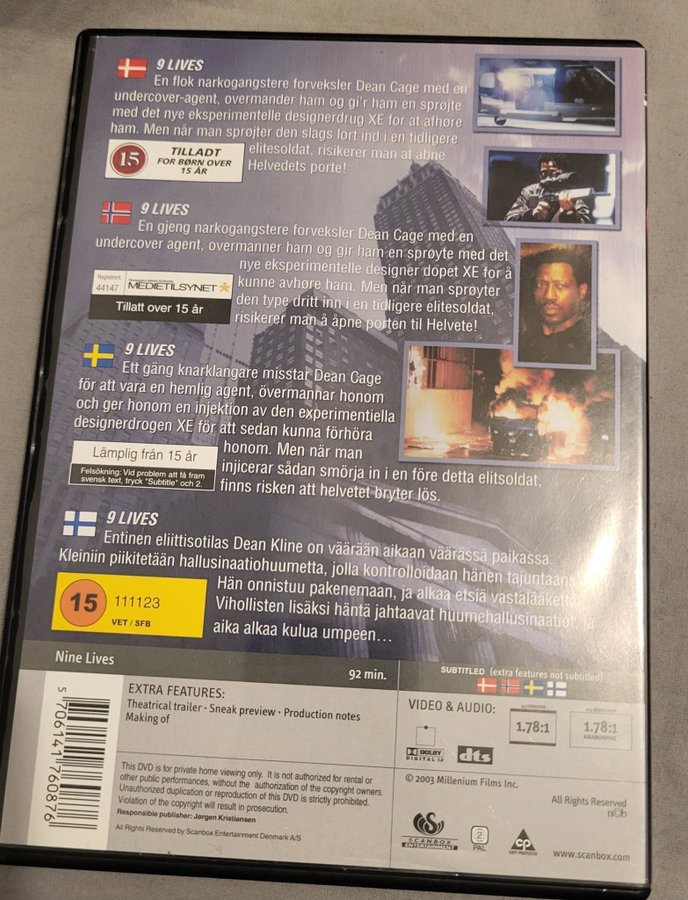 9 LIVES
En flok narkogangstere forveksler Dean Cage med en
undercover-agent, overmander ham og gi'r ham en sprøjte
med det nye eksperimentelle designerdrug XE for at afhøre
ham. Men når man sprøjter den slags lort ind i en tidligere
elitesoldat, risikerer man at åbne
Helvedets porte!
15
TILLADT
FOR BØRN OVER
15 ÅR
9 LIVES
En gjeng narkogangstere forveksler Dean Cage med en
undercover agent, overmanner ham og gir ham en sprøyte med det
nye eksperimentelle designer dopet XE for å
kunne avhøre ham. Men når man sprøyter
den type dritt inn i en tidligere elitesoldat,
risikerer man å åpne porten til Helvete!
Registrert
44147
MEDIETILSYNET
Tillatt over 15 år
9 LIVES
Ett gäng knarklangare misstar Dean Cage
för att vara en hemlig agent, övermannar honom
och ger honom en injektion av den experimentiella
designerdrogen XE för att sedan kunna förhöra
honom. Men när man
injicerar sådan smörja in i en före detta elitsoldat,
finns risken att helvetet bryter lös.
Lämplig från 15 år
Felsökning: Vid problem att få fram
svensk text, tryck "Subtitle" och 2.
9 LIVES
Entinen eliittisotilas Dean Kline on väärään aikaan väärässä paikassa.
Kleiniin piikitetään hallusinaatiohuumetta, jolla kontrolloidaan hänen tajuntaans
Hän onnistuu pakenemaan, ja alkaa etsiä vastalääkett
Vihollisten lisäksi häntä jahtaavat huumehallusinaatiot, ja
aika alkaa kulua umpeen...
15
111123
VET / SFB
Nine Lives
92 min.
SUBTITLED (extra features not subtitled)
EXTRA FEATURES:
Theatrical trailer · Sneak preview · Production notes
Making of
VIDEO & AUDIO:
DOLBY
DIGITAL
dts
1.78:1
1.78:1
ANAMORPHIC
5 706141 760876
This DVD is for private home viewing only. It is not authorized for rental or
other public performances, without the authorization of the copyright owners.
Unauthorized duplication or reproduction of this DVD is strictly prohibited.
Violation of the copyright will result in prosecution.
Responsible publisher: Jørgen Kristiansen
All Rights Reserved by Scanbox Entertainment Denmark A/S
© 2003 Millenium Films Inc.
All Rights Reserved
nob
SCANBOX
ENTERTAINMENT
2
PAL
CP
COPY PROTECTED
www.scanbox.com